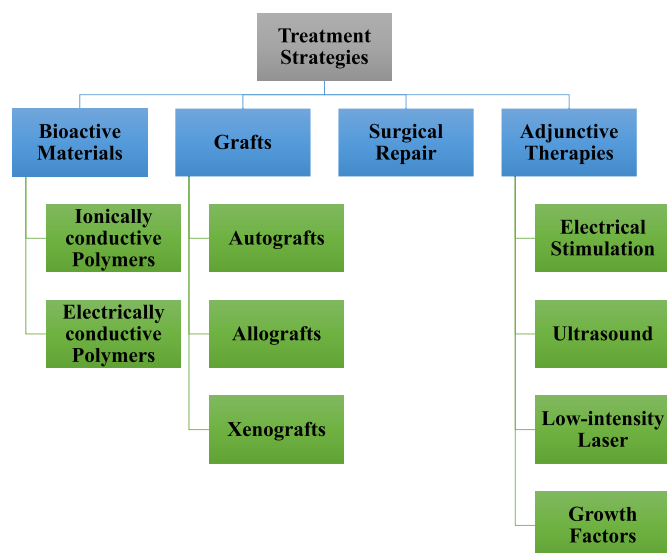 Treatment
Strategies
Bioactive
Materials
Grafts
Surgical
Repair
Adjunctive
Therapies
Ionically
conductive
Polymers
Electrically
conductive
Polymers
Autografts
Allografts
Xenografts
Electrical
Stimulation
Ultrasound
Low-intensity
Laser
Growth
Factors